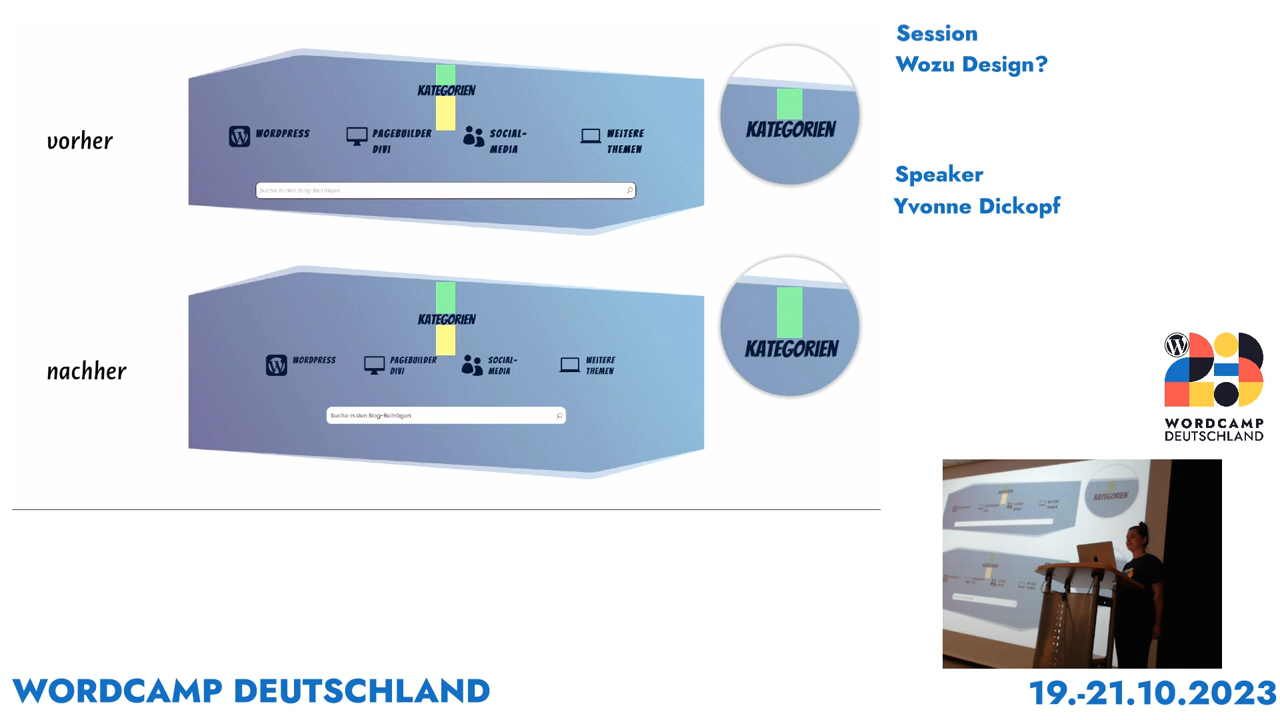 Session
Wozu Design?
Speaker
Yvonne Dickopf
vorher
KATEGORIEN
WORDPRESS
PAGEBUILDER
DIVI
SOCIAL-
MEDIA
WEITERE
THEMEN
Suche in den Blog-Beiträgen
KATEGORIEN
nachher
KATEGORIEN
WORDPRESS
PAGEBUILDER
DIVI
SOCIAL-
MEDIA
WEITERE
THEMEN
Suche in den Blog-Beiträgen
KATEGORIEN
WORDCAMP
DEUTSCHLAND
KATEGORIEN
WORDCAMP DEUTSCHLAND
19.-21.10.2023